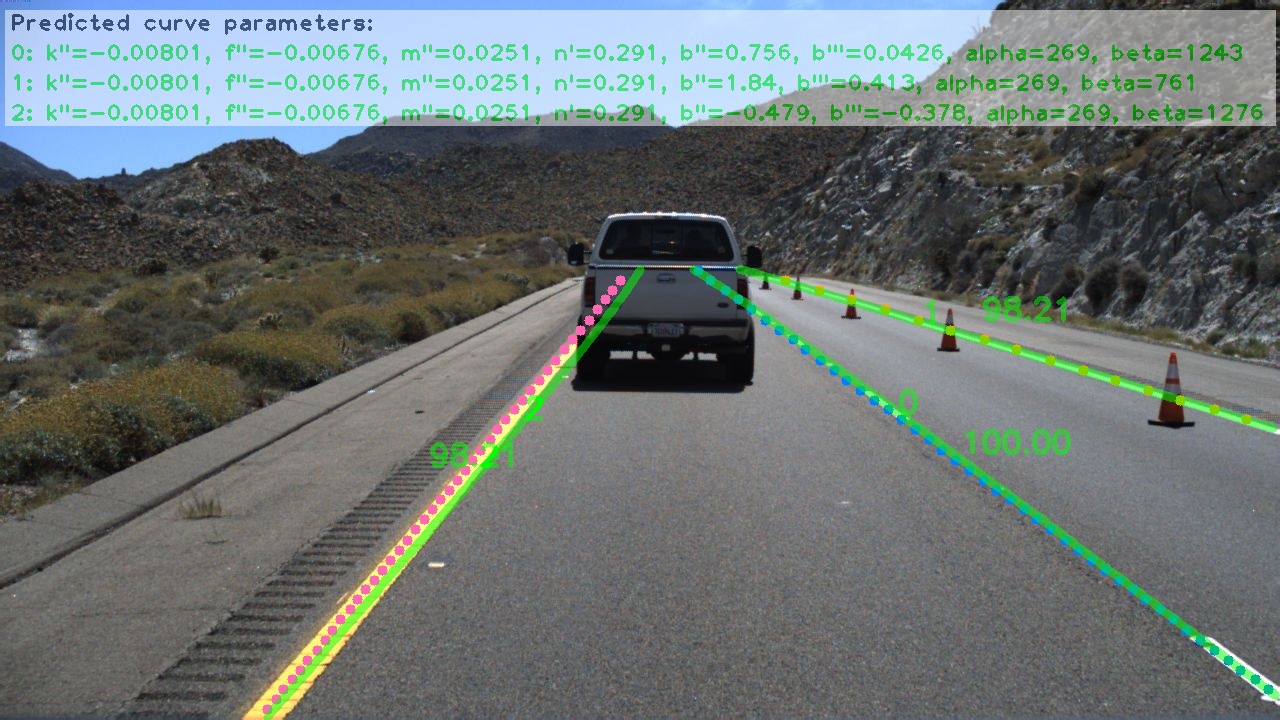 Predicted curve parameters:
0: k''=-0.00801, f''=-0.00676, m''=0.0251, n'=0.291, b''=0.756, b'''=0.0426, alpha=269, beta=1243
1: k''=-0.00801, f''=-0.00676, m''=0.0251, n'=0.291, b''=1.84, b'''=0.413, alpha=269, beta=761
2: k''=-0.00801, f''=-0.00676, m''=0.0251, n'=0.291, b''=-0.479, b'''=-0.378, alpha=269, beta=1276
1 98.21
0
100.00
2
98.21